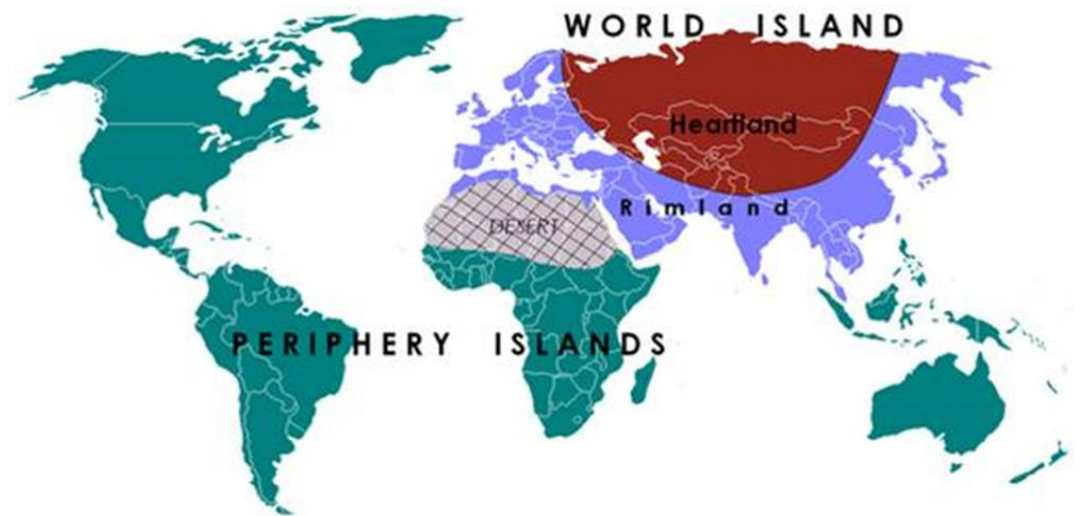 WORLD ISLAND
Heartland
Rimland
DESERT
PERIPHERY ISLANDS